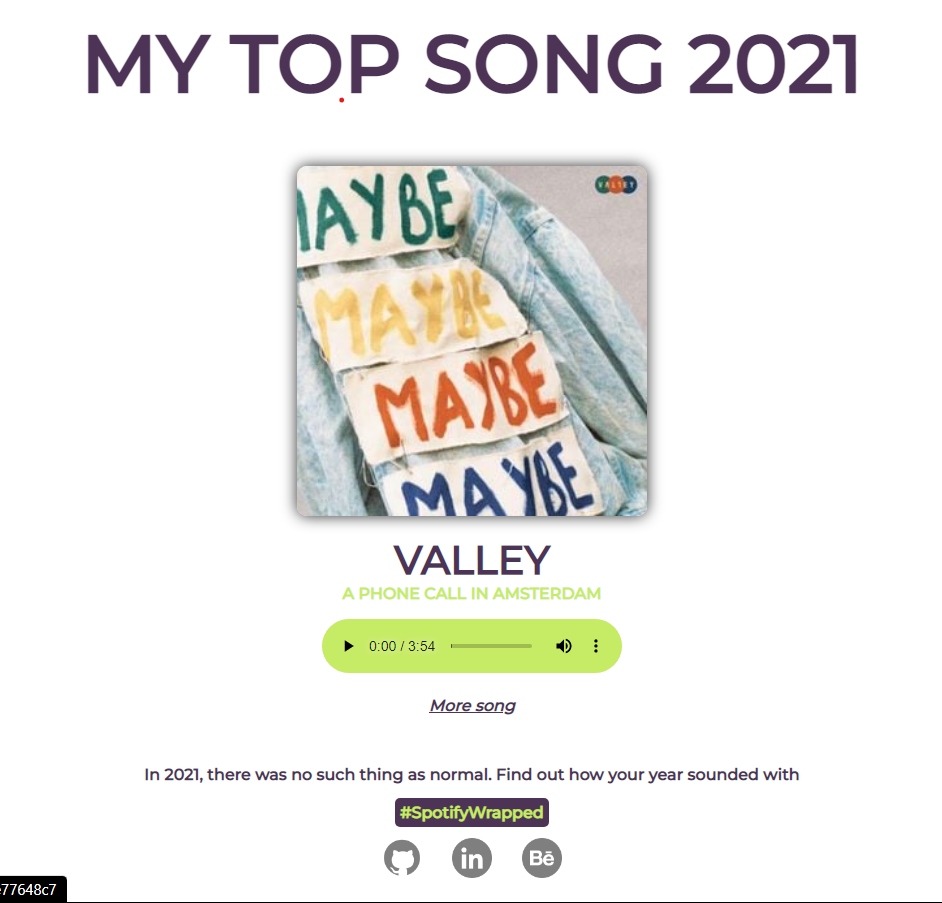 MY TOP SONG 2021
VALLEY
MAYBE
MAYBE
MAYBE
MAYBE
VALLEY
A PHONE CALL IN AMSTERDAM
0:00 / 3:54
More song
In 2021, there was no such thing as normal. Find out how your year sounded with
#SpotifyWrapped
in
Bē
e77648c7